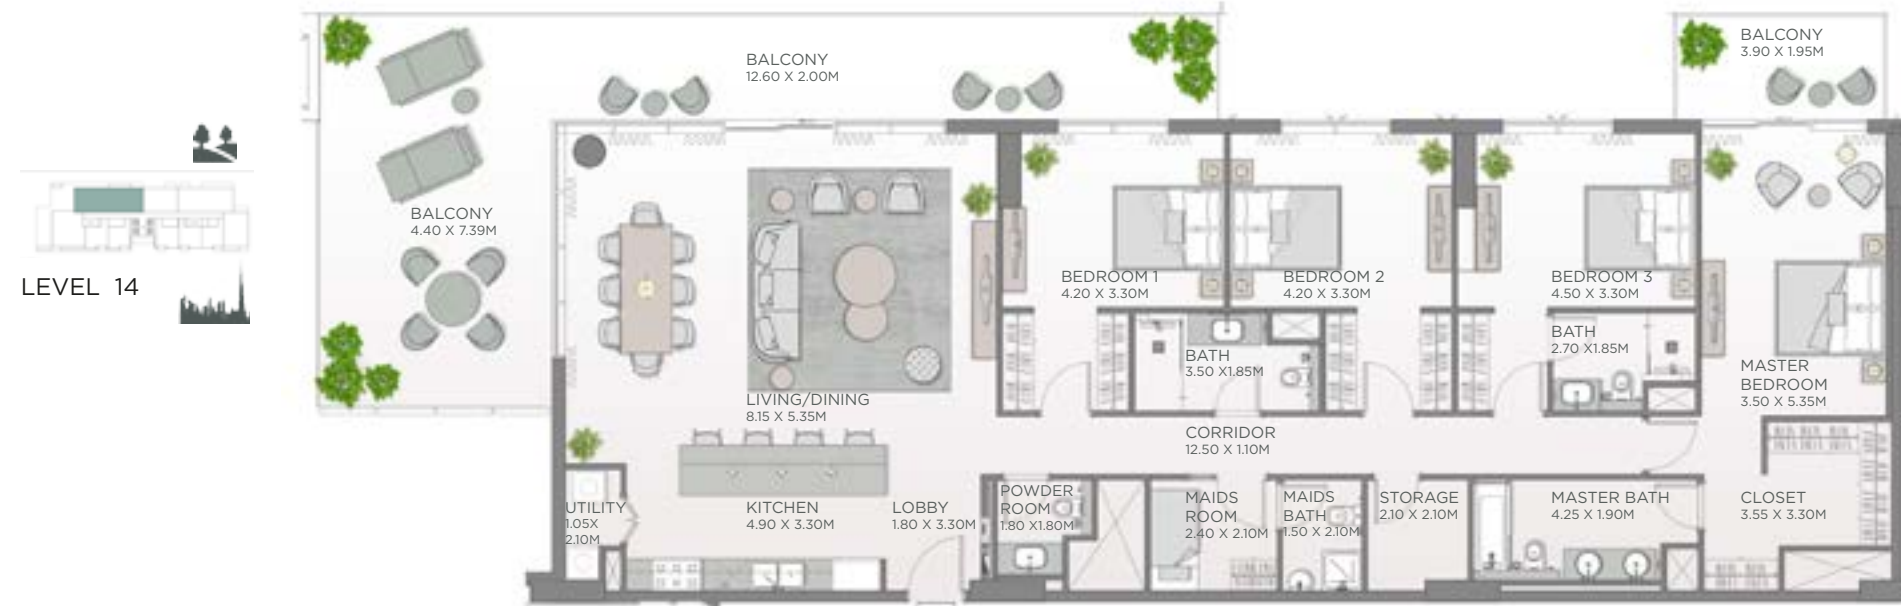 LEVEL 14
BALCONY
12.60 X 2.00M
BALCONY
3.90 X 1.95M
BALCONY
4.40 X 7.39M
BEDROOM 1
4.20 X 3.30M
BEDROOM 2
4.20 X 3.30M
BEDROOM 3
4.50 X 3.30M
BATH
3.50 X1.85M
BATH
2.70 X1.85M
MASTER
BEDROOM
3.50 X 5.35M
LIVING/DINING
8.15 X 5.35M
CORRIDOR
12.50 X 1.10M
UTILITY
1.05X
2.10M
KITCHEN
4.90 X 3.30M
LOBBY
1.80 X 3.30M
POWDER
ROOM
1.80 X1.80M
MAIDS
ROOM
2.40 X 2.10M
MAIDS
BATH
1.50 X 2.10M
STORAGE
2.10 X 2.10M
MASTER BATH
4.25 X 1.90M
CLOSET
3.55 X 3.30M